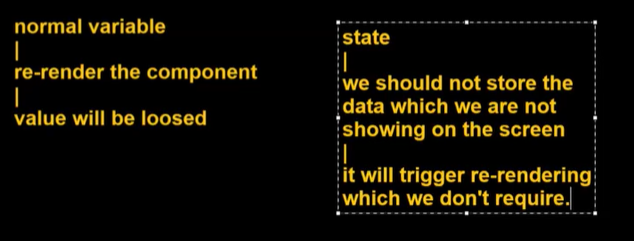 normal variable
|
re-render the component
|
value will be loosed
state
|
we should not store the
data which we are not
showing on the screen
|
it will trigger re-rendering
which we don't require.